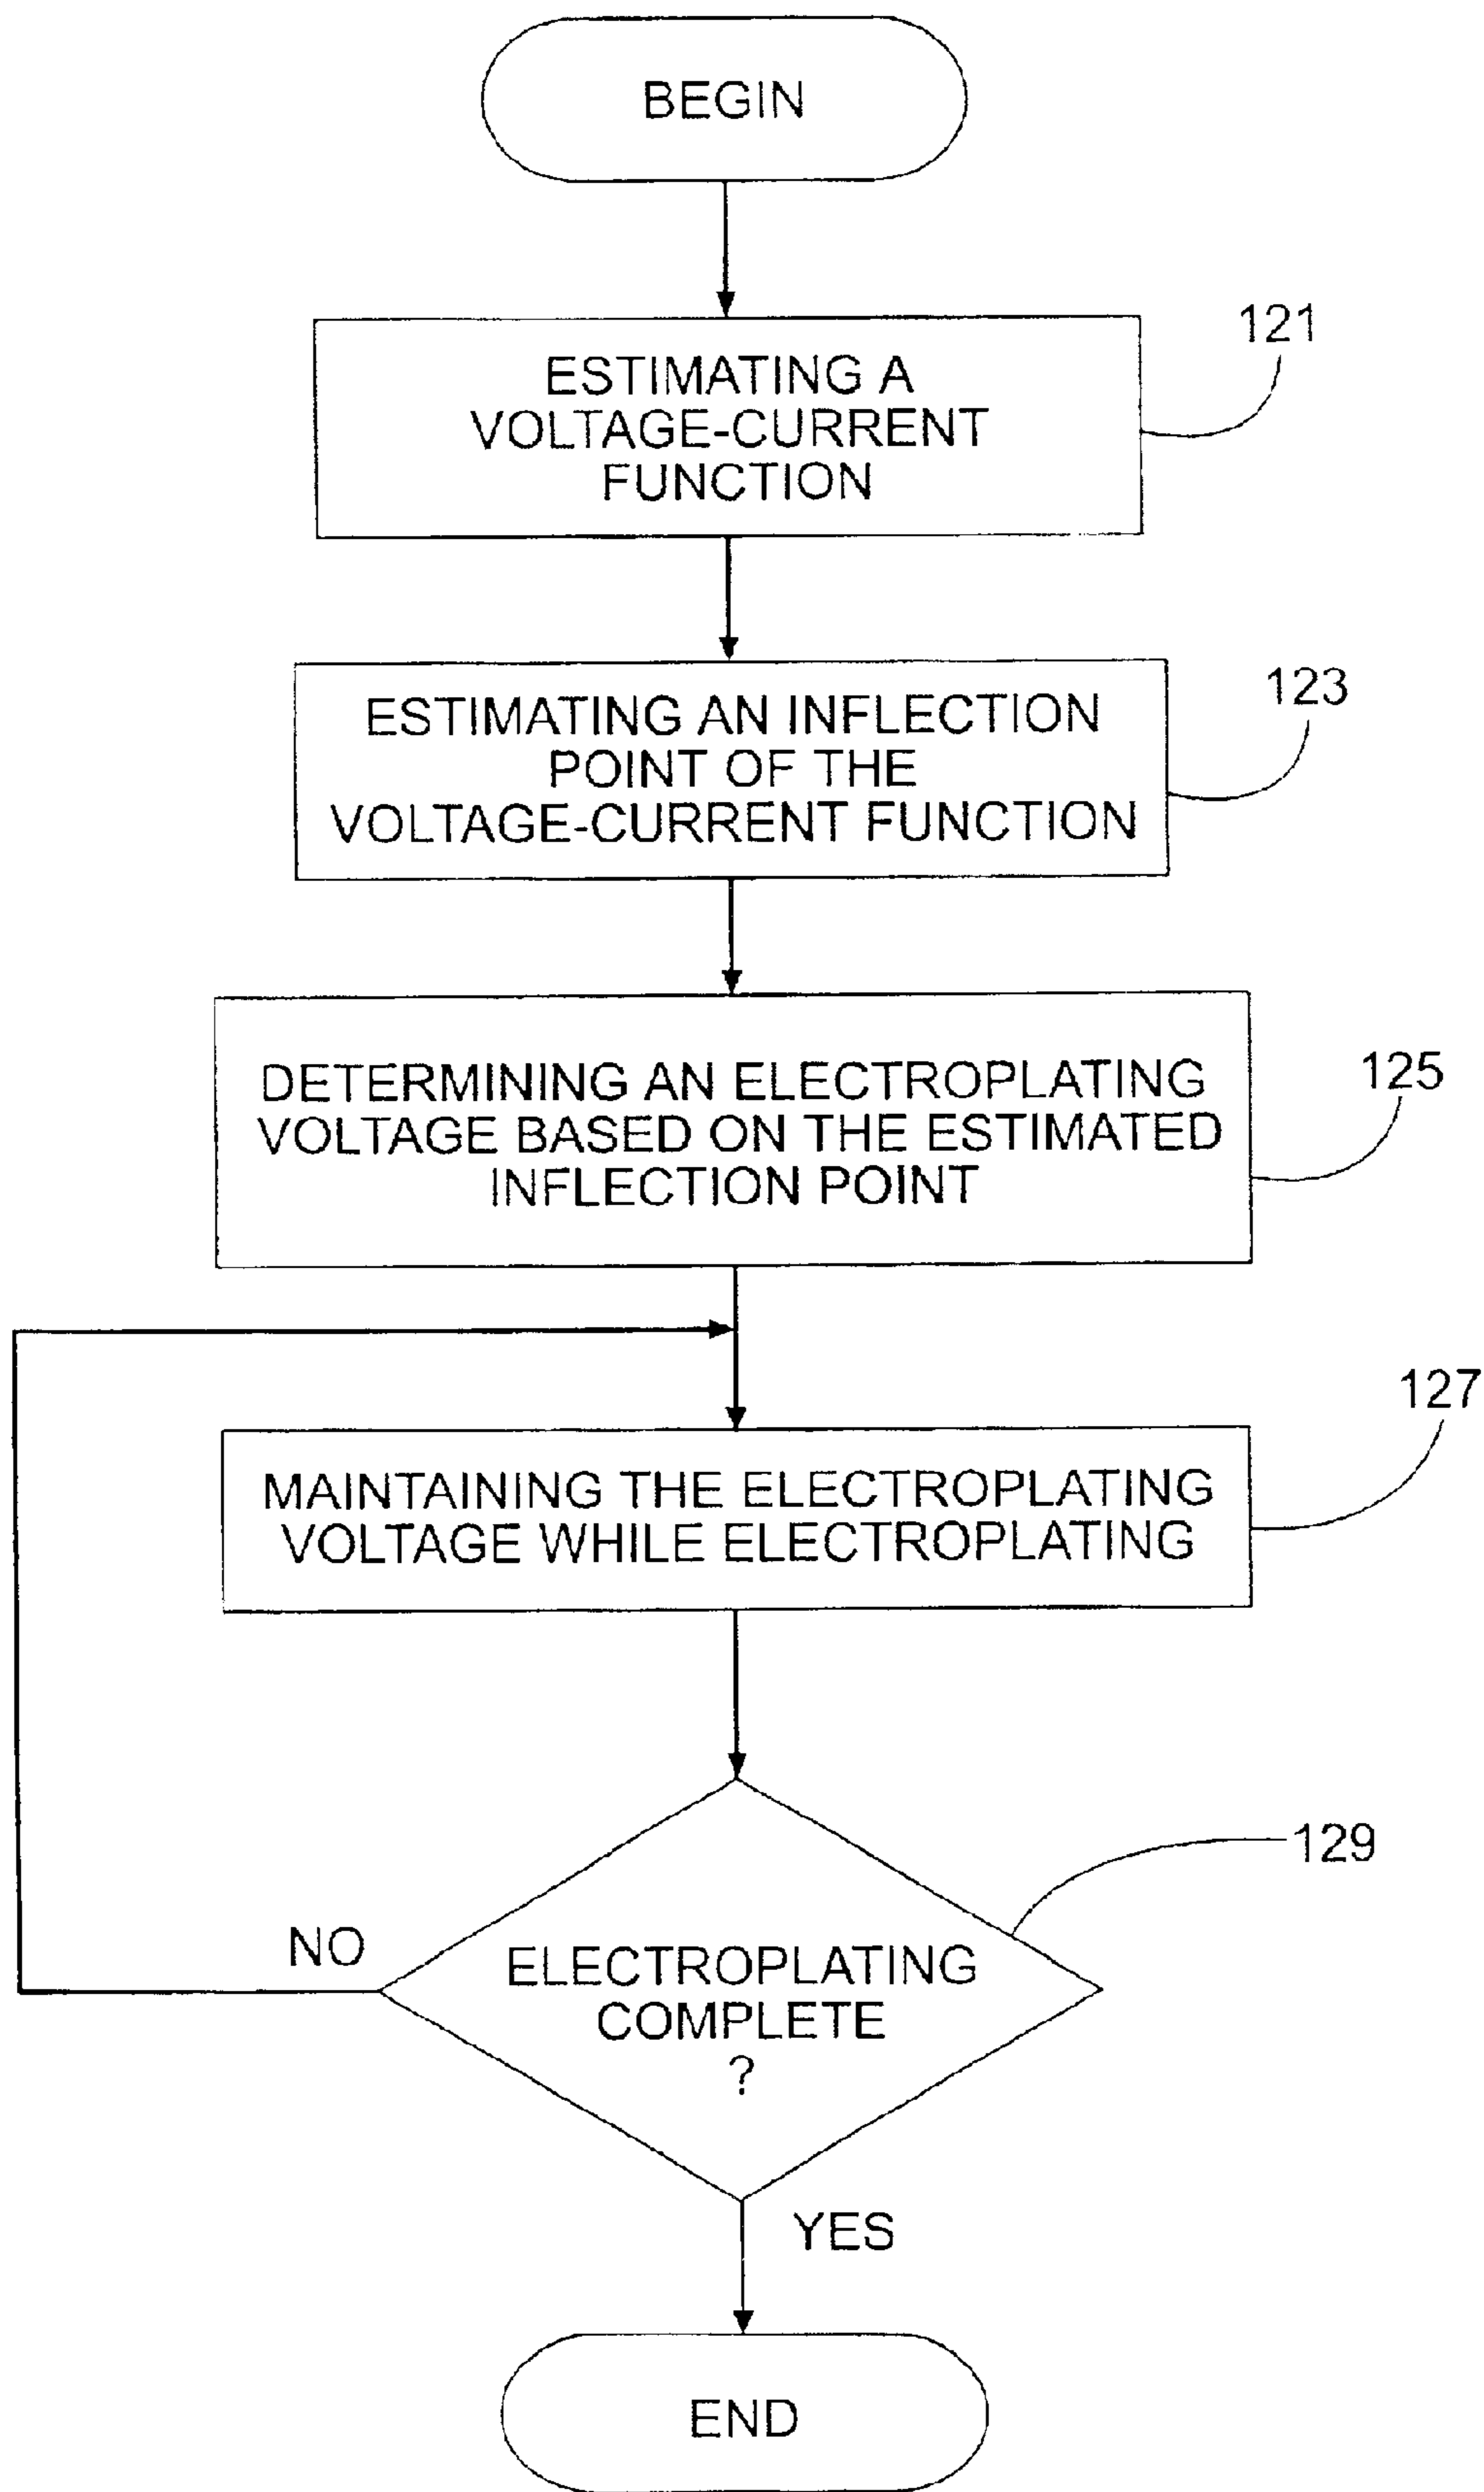 BEGIN
121
ESTIMATING A
VOLTAGE-CURRENT
FUNCTION
123
ESTIMATING AN INFLECTION
POINT OF THE
VOLTAGE-CURRENT FUNCTION
125
DETERMINING AN ELECTROPLATING
VOLTAGE BASED ON THE ESTIMATED
INFLECTION POINT
127
MAINTAINING THE ELECTROPLATING
VOLTAGE WHILE ELECTROPLATING
129
NO
ELECTROPLATING
COMPLETE
?
YES
END